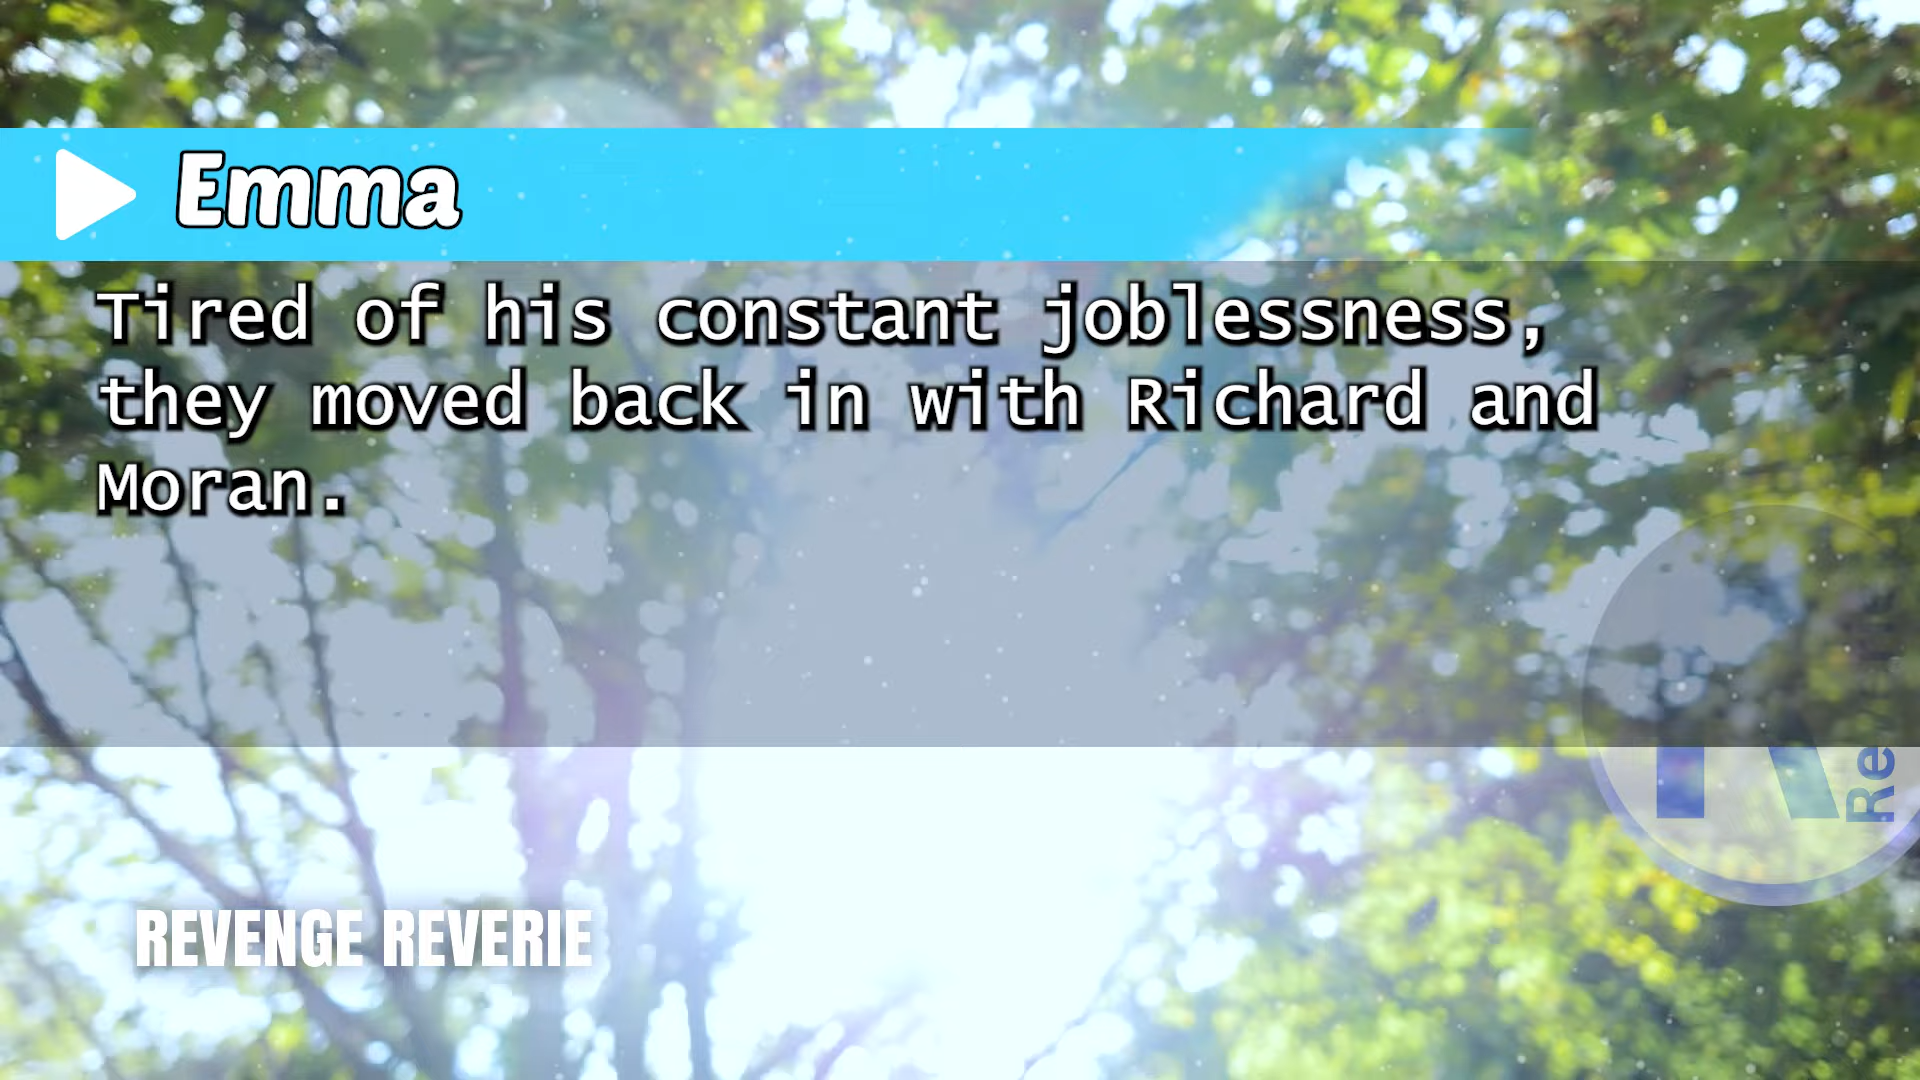 Emma
Tired of his constant joblessness,
they moved back in with Richard and
Moran.
Re
REVENGE REVERIE